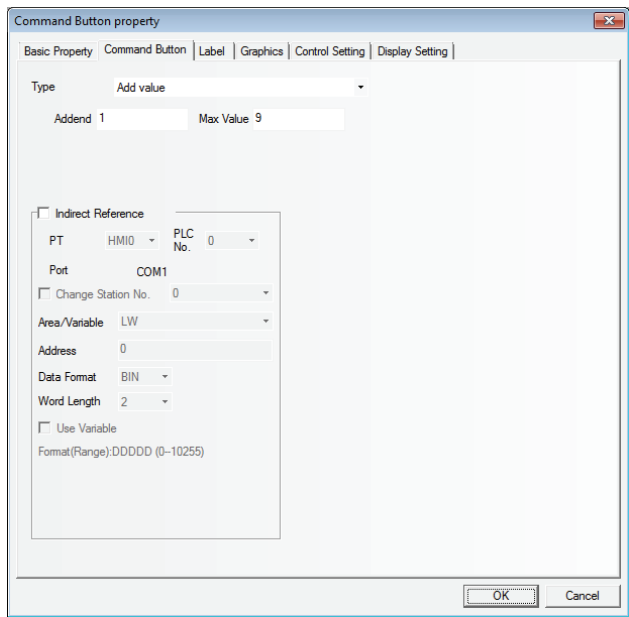 Command Button property
Basic Property Command Button Label Graphics Control Setting Display Setting
Type Add value
Addend 1 Max Value 9
Indirect Reference
PT HMI0 PLC No. 0
Port COM1
Change Station No. 0
Area/Variable LW
Address 0
Data Format BIN
Word Length 2
Use Variable
Format(Range):DDDDD (0~10255)
OK Cancel